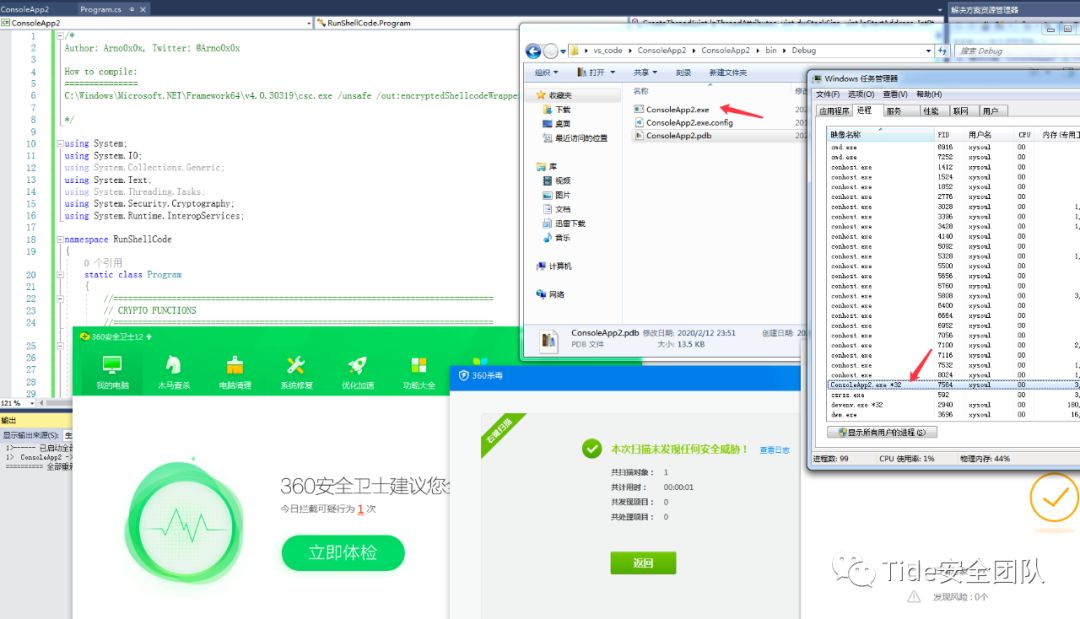 ConsoleApp2
Program.cs
解决方案资源管理器
ConsoleApp2
RunShellCode.Program
1 /*
2 Author: Arno0x0x, Twitter: @Arno0x0x
3
4 How to compile:
5 ===============
6 C:\Windows\Microsoft.NET\Framework64\v4.0.30319\csc.exe /unsafe /out:encryptedShellcodeWrapper
7
8 */
9
10 using System;
11 using System.IO;
12 using System.Collections.Generic;
13 using System.Text;
14 using System.Threading.Tasks;
15 using System.Security.Cryptography;
16 using System.Runtime.InteropServices;
17
18 namespace RunShellCode
19 {
0 个引用
20 static class Program
21 {
22 //======================================================================
23 // CRYPTO FUNCTIONS
24 //======================================================================
25
26
27
28
29
121 %
输出
显示输出来源(S): 生
1>------ 已启动全部
1> ConsoleApp2 ->
========== 全部重新
vs_code ConsoleApp2 ConsoleApp2 bin Debug
搜索 Debug
组织 打开 共享 刻录 新建文件夹
收藏夹
下载
桌面
最近访问的位置
库
视频
图片
文档
迅雷下载
音乐
计算机
网络
名称
修改
ConsoleApp2.exe
ConsoleApp2.exe.config
ConsoleApp2.pdb
ConsoleApp2.pdb 修改日期: 2020/2/12 23:51 创建日期: 20
PDB 文件 大小: 13.5 KB
Windows 任务管理器
文件(F) 选项(O) 查看(V) 帮助(H)
应用程序 进程 服务 性能 联网 用户
映像名称 PID 用户名 CPU 内存(专用工
cmd.exe 6916 xysoul 00
cmd.exe 7252 xysoul 00
conhost.exe 1412 xysoul 00
conhost.exe 1524 xysoul 00
conhost.exe 1852 xysoul 00
conhost.exe 2776 xysoul 00
conhost.exe 3028 xysoul 00 1,
conhost.exe 3396 xysoul 00 1,
conhost.exe 3428 xysoul 00 1,
conhost.exe 4140 xysoul 00
conhost.exe 5092 xysoul 00
conhost.exe 5328 xysoul 00 1,
conhost.exe 5500 xysoul 00
conhost.exe 5656 xysoul 00
conhost.exe 5760 xysoul 00
conhost.exe 5808 xysoul 00 3,
conhost.exe 6400 xysoul 00
conhost.exe 6664 xysoul 00
conhost.exe 6952 xysoul 00
conhost.exe 7056 xysoul 00
conhost.exe 7100 xysoul 00 2,
conhost.exe 7116 xysoul 00
conhost.exe 7532 xysoul 00 1,
conhost.exe 8024 xysoul 00 1,
ConsoleApp2.exe *32 7564 xysoul 00 3,
csrss.exe 592 00 3,
devenv.exe *32 2940 xysoul 00 180,
dwm.exe 3696 xysoul 00 16,
显示所有用户的进程(S)
进程数: 99 CPU 使用率: 1% 物理内存: 44%
360安全卫士12
我的电脑 木马查杀 电脑清理 系统修复 优化加速 功能大全
360安全卫士建议您
今日拦截可疑行为 1 次
立即体检
360杀毒
右键扫描
本次扫描未发现任何安全威胁！ 查看日志
共扫描对象： 1
共计用时： 00:00:01
共发现项目： 0
共处理项目： 0
返回
Tide安全团队
发现风险 : 0个